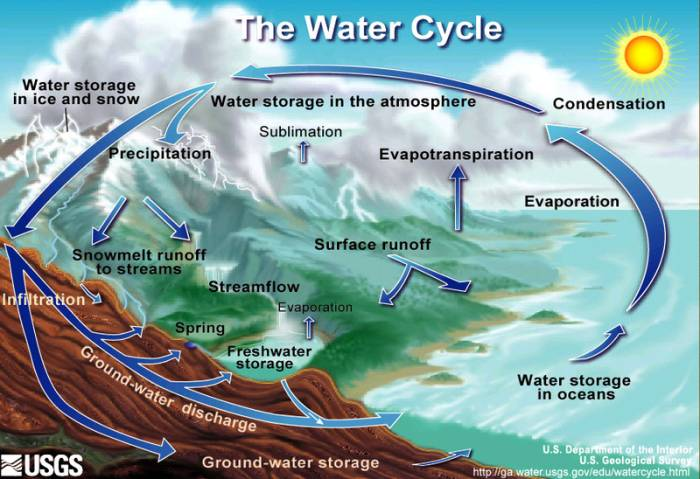 The Water Cycle
Water storage
in ice and snow
Water storage in the atmosphere
Condensation
Sublimation
Precipitation
Evapotranspiration
Evaporation
Surface runoff
Snowmelt runoff
to streams
Streamflow
Infiltration
Evaporation
Spring
Freshwater
storage
Ground-water discharge
Water storage
in oceans
Ground-water storage
USGS
U.S. Department of the Interior
U.S. Geological Survey
http://ga.water.usgs.gov/edu/watercycle.html